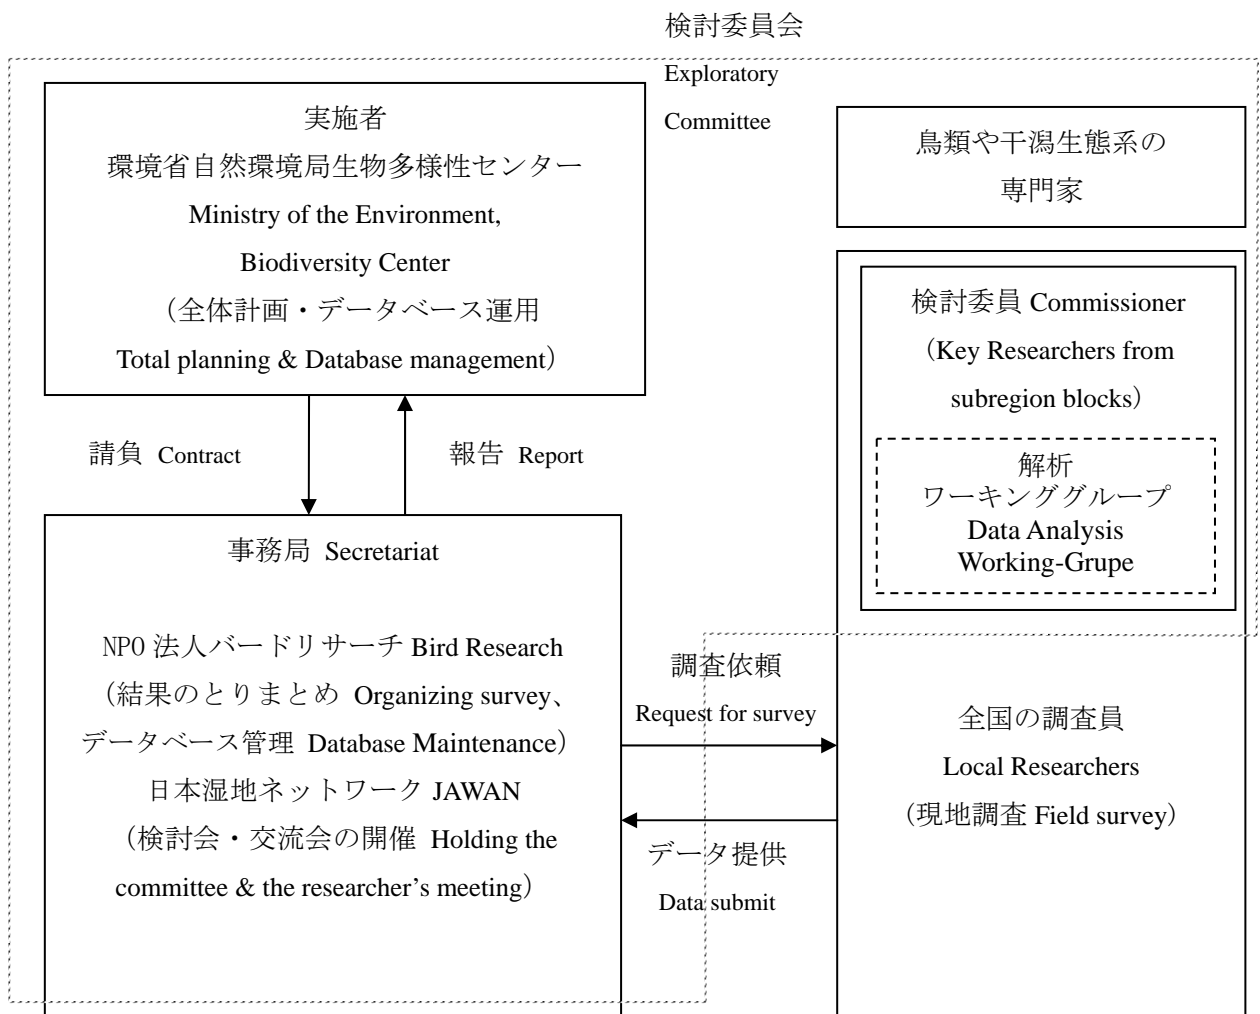 検討委員会
Exploratory
Committee
実施者
環境省自然環境局生物多様性センター
Ministry of the Environment,
Biodiversity Center
（全体計画・データベース運用
Total planning & Database management）
鳥類や干潟生態系の
専門家
検討委員 Commissioner
（Key Researchers from
subregion blocks）
解析
ワーキンググループ
Data Analysis
Working-Grupe
請負 Contract
報告 Report
事務局 Secretariat
NPO 法人バードリサーチ Bird Research
（結果のとりまとめ Organizing survey、
データベース管理 Database Maintenance）
日本湿地ネットワーク JAWAN
（検討会・交流会の開催 Holding the
committee & the researcher’s meeting）
調査依頼
Request for survey
データ提供
Data submit
全国の調査員
Local Researchers
（現地調査 Field survey）